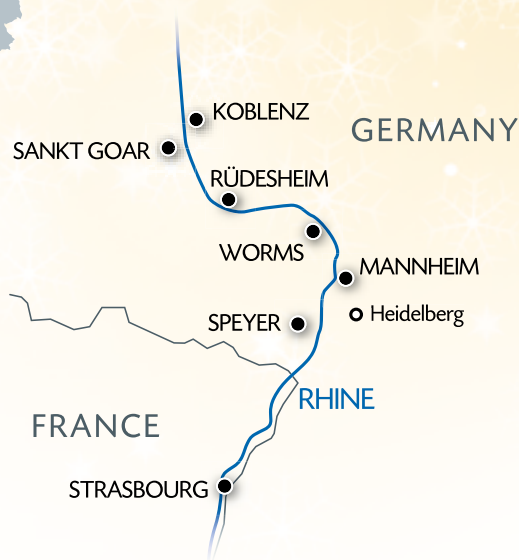 KOBLENZ
GERMANY
SANKT GOAR
RÜDESHEIM
WORMS
MANNHEIM
Heidelberg
SPEYER
RHINE
FRANCE
STRASBOURG